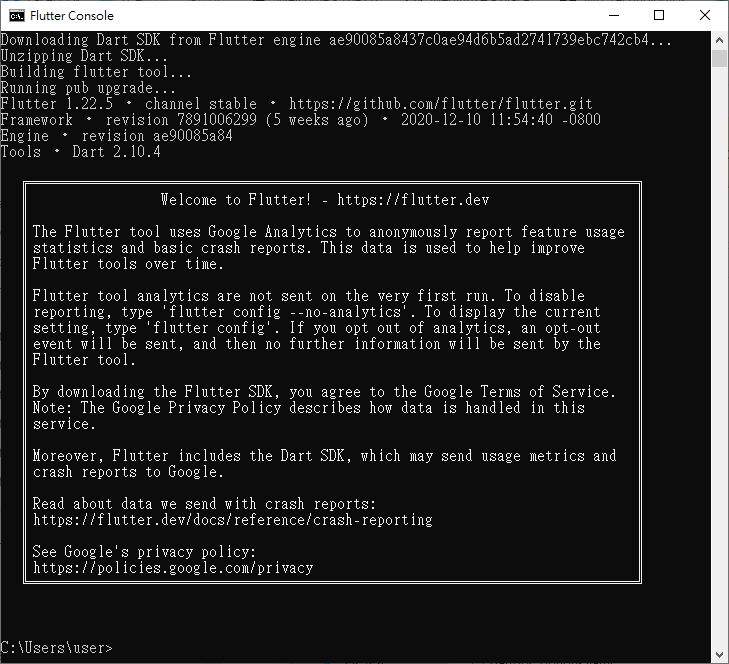 Flutter Console
Downloading Dart SDK from Flutter engine ae90085a8437c0ae94d6b5ad2741739ebc742cb4...
Unzipping Dart SDK...
Building flutter tool...
Running pub upgrade...
Flutter 1.22.5 • channel stable • https://github.com/flutter/flutter.git
Framework • revision 7891006299 (5 weeks ago) • 2020-12-10 11:54:40 -0800
Engine • revision ae90085a84
Tools • Dart 2.10.4
Welcome to Flutter! - https://flutter.dev
The Flutter tool uses Google Analytics to anonymously report feature usage
statistics and basic crash reports. This data is used to help improve
Flutter tools over time.
Flutter tool analytics are not sent on the very first run. To disable
reporting, type 'flutter config --no-analytics'. To display the current
setting, type 'flutter config'. If you opt out of analytics, an opt-out
event will be sent, and then no further information will be sent by the
Flutter tool.
By downloading the Flutter SDK, you agree to the Google Terms of Service.
Note: The Google Privacy Policy describes how data is handled in this
service.
Moreover, Flutter includes the Dart SDK, which may send usage metrics and
crash reports to Google.
Read about data we send with crash reports:
https://flutter.dev/docs/reference/crash-reporting
See Google's privacy policy:
https://policies.google.com/privacy
C:\Users\user>